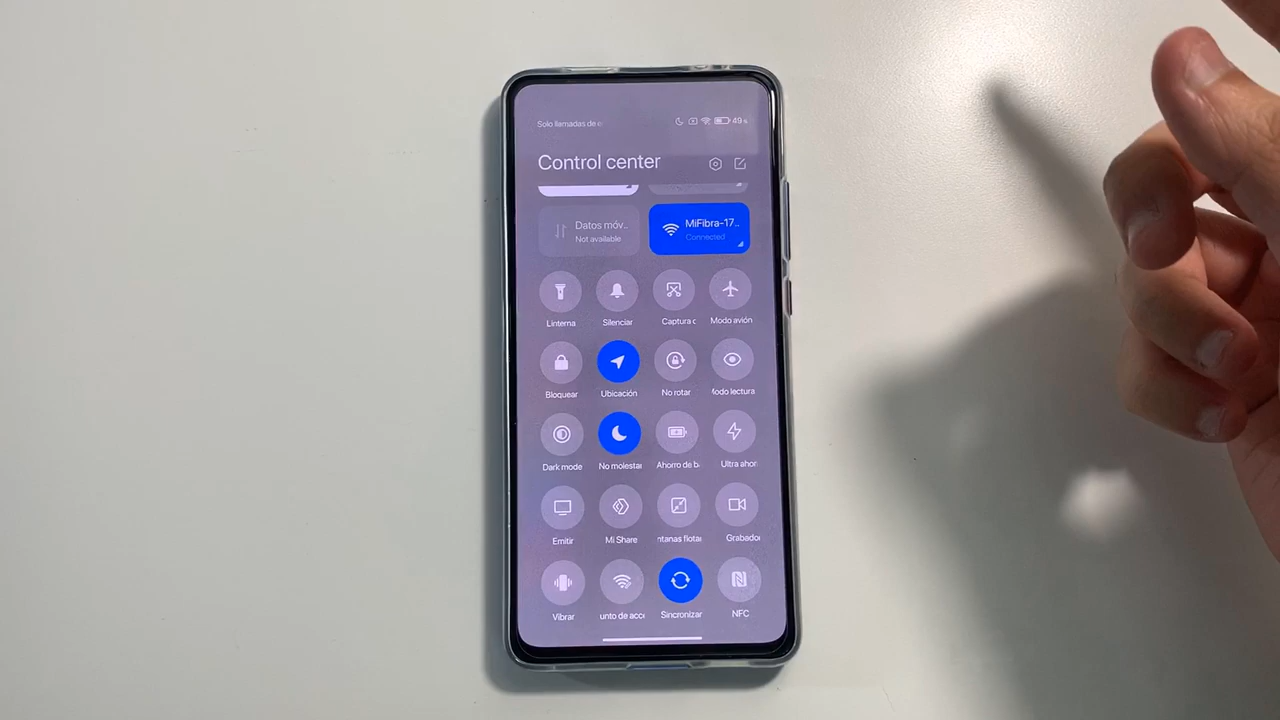 Solo llamadas de
49
Control center
Datos móv..
Not available
MiFibra-17..
Connected
Linterna
Silenciar
Captura
Modo avión
Bloquear
Ubicación
No rotar
Modo lectura
Dark mode
No molestar
Ahorro de b
Ultra ahor
Emitir
Mi Share
ntanas flota
Grabador
Vibrar
unto de acc
Sincronizar
NFC